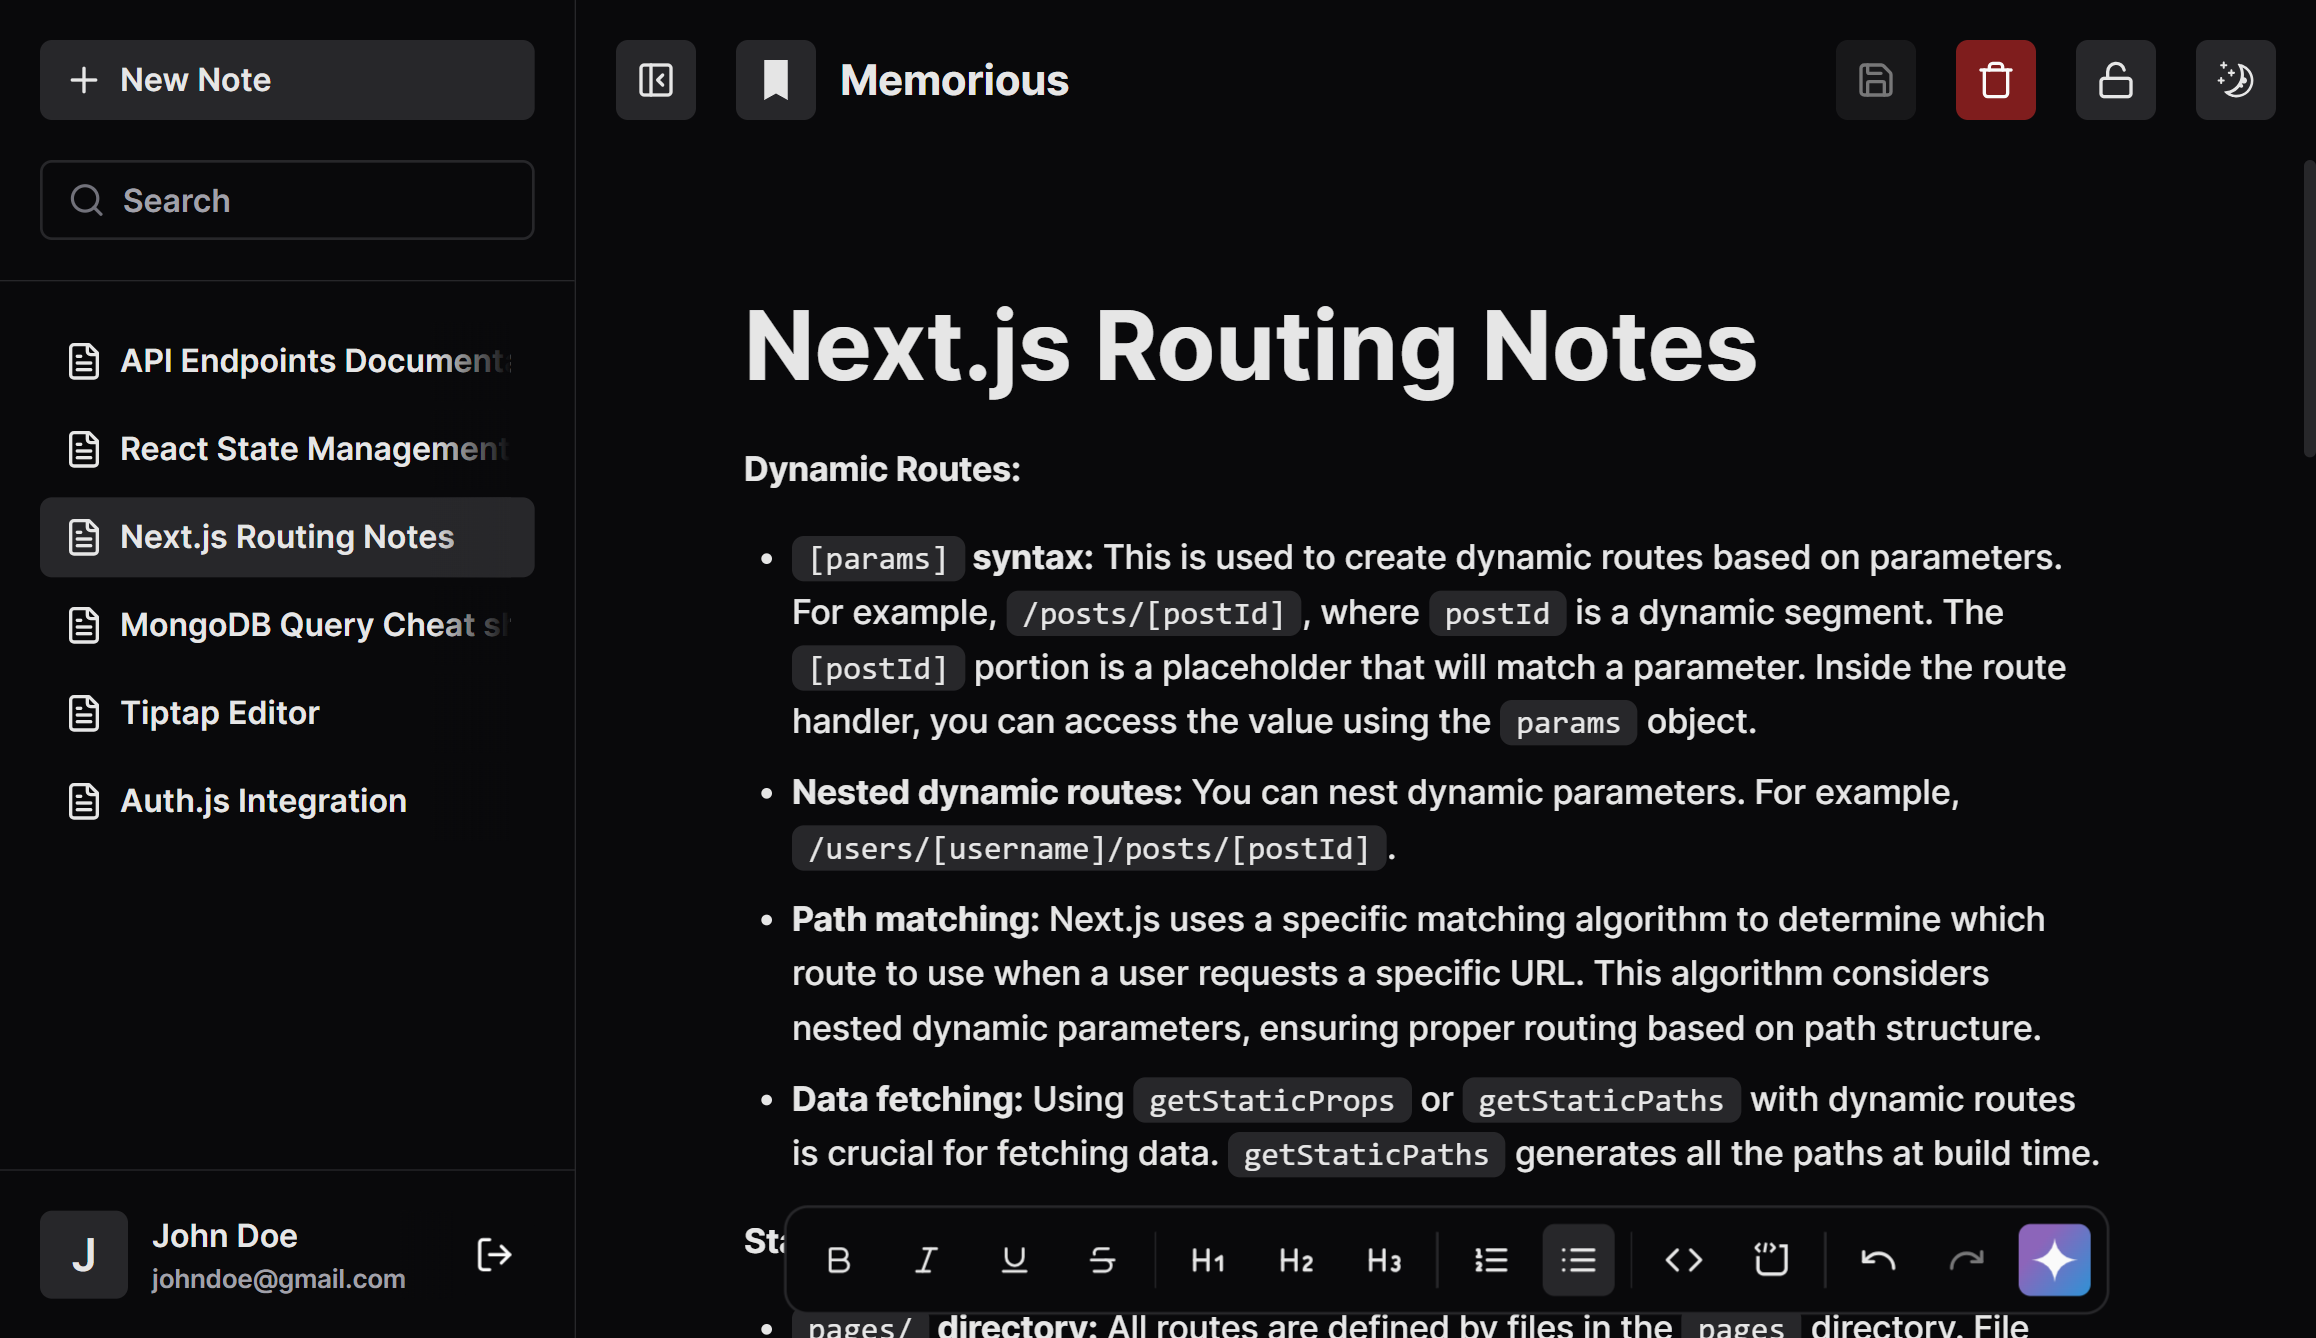 New Note
Search
API Endpoints Document
React State Management
Next.js Routing Notes
MongoDB Query Cheat
Tiptap Editor
Auth.js Integration
J
John Doe
johndoe@gmail.com
Memorious
Next.js Routing Notes
Dynamic Routes:
• [params] syntax: This is used to create dynamic routes based on parameters.
For example, /posts/[postId], where postId is a dynamic segment. The
[postId] portion is a placeholder that will match a parameter. Inside the route
handler, you can access the value using the params object.
• Nested dynamic routes: You can nest dynamic parameters. For example,
/users/[username]/posts/[postId].
• Path matching: Next.js uses a specific matching algorithm to determine which
route to use when a user requests a specific URL. This algorithm considers
nested dynamic parameters, ensuring proper routing based on path structure.
• Data fetching: Using getStaticProps or getStaticPaths with dynamic routes
is crucial for fetching data. getStaticPaths generates all the paths at build time.
B I U S H1 H2 H3
• pages/ directory: All routes are defined by files in the pages directory. File